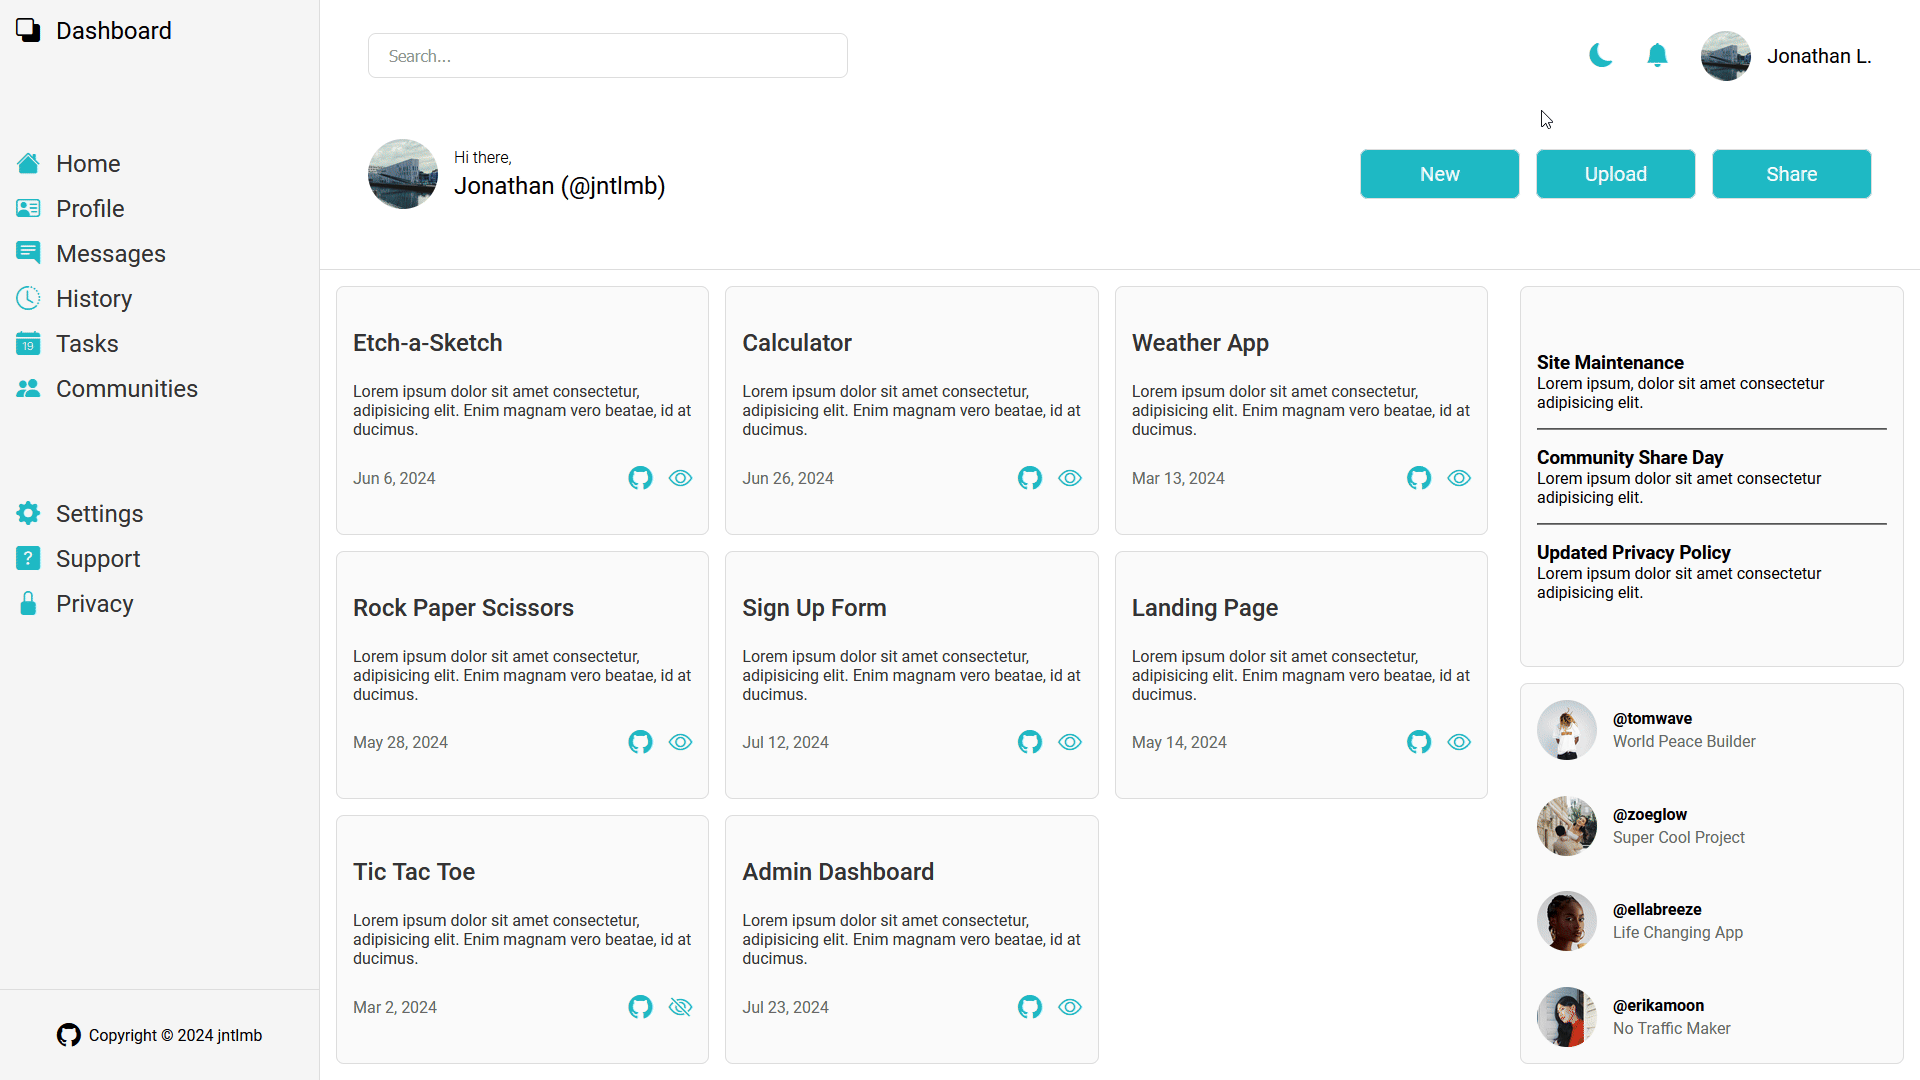 Dashboard
Home
Profile
Messages
History
19
Tasks
Communities
Settings
?
Support
Privacy
Copyright © 2024 jntlmb
Search...
Jonathan L.
Hi there,
Jonathan (@jntlmb)
New
Upload
Share
Etch-a-Sketch
Lorem ipsum dolor sit amet consectetur,
adipisicing elit. Enim magnam vero beatae, id at
ducimus.
Jun 6, 2024
Calculator
Lorem ipsum dolor sit amet consectetur,
adipisicing elit. Enim magnam vero beatae, id at
ducimus.
Jun 26, 2024
Weather App
Lorem ipsum dolor sit amet consectetur,
adipisicing elit. Enim magnam vero beatae, id at
ducimus.
Mar 13, 2024
Rock Paper Scissors
Lorem ipsum dolor sit amet consectetur,
adipisicing elit. Enim magnam vero beatae, id at
ducimus.
May 28, 2024
Sign Up Form
Lorem ipsum dolor sit amet consectetur,
adipisicing elit. Enim magnam vero beatae, id at
ducimus.
Jul 12, 2024
Landing Page
Lorem ipsum dolor sit amet consectetur,
adipisicing elit. Enim magnam vero beatae, id at
ducimus.
May 14, 2024
Tic Tac Toe
Lorem ipsum dolor sit amet consectetur,
adipisicing elit. Enim magnam vero beatae, id at
ducimus.
Mar 2, 2024
Admin Dashboard
Lorem ipsum dolor sit amet consectetur,
adipisicing elit. Enim magnam vero beatae, id at
ducimus.
Jul 23, 2024
Site Maintenance
Lorem ipsum, dolor sit amet consectetur
adipisicing elit.
Community Share Day
Lorem ipsum dolor sit amet consectetur
adipisicing elit.
Updated Privacy Policy
Lorem ipsum dolor sit amet consectetur
adipisicing elit.
@tomwave
World Peace Builder
@zoeglow
Super Cool Project
@ellabreeze
Life Changing App
@erikamoon
No Traffic Maker